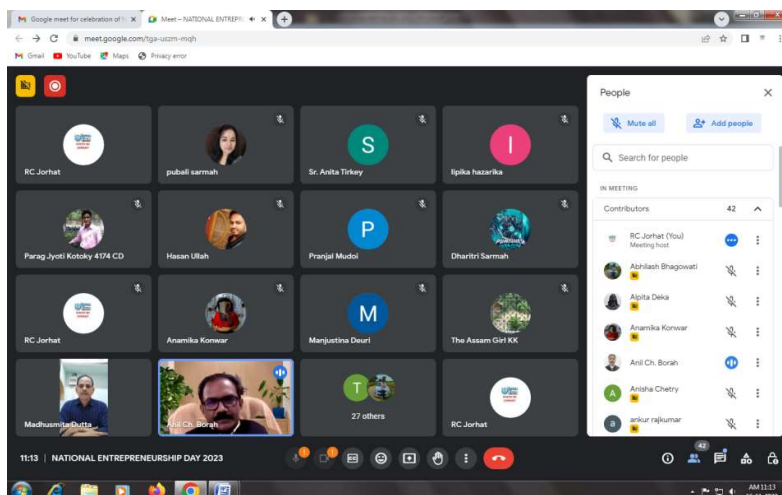 Google meet for celebration of
Meet – NATIONAL ENTREPR
meet.google.com/tga-uszm-mqh
Gmail YouTube Maps Privacy error
RC Jorhat
pubali sarmah
Sr. Anita Tirkey
S
lipika hazarika
I
Parag Jyoti Kotoky 4174 CD
Hasan Ullah
Pranjal Mudoi
P
Dharitri Sarmah
RC Jorhat
Anamika Konwar
Manjustina Deuri
M
The Assam Girl KK
Madhusmita Dutta
Anil Ch. Borah
T
27 others
RC Jorhat
11:13 | NATIONAL ENTREPRENEURSHIP DAY 2023
People
Mute all Add people
Search for people
IN MEETING
Contributors 42
RC Jorhat (You)
Meeting host
Abhilash Bhagowati
Alpita Deka
Anamika Konwar
Anil Ch. Borah
A Anisha Chetry
a ankur rajkumar
42
AM 11:13